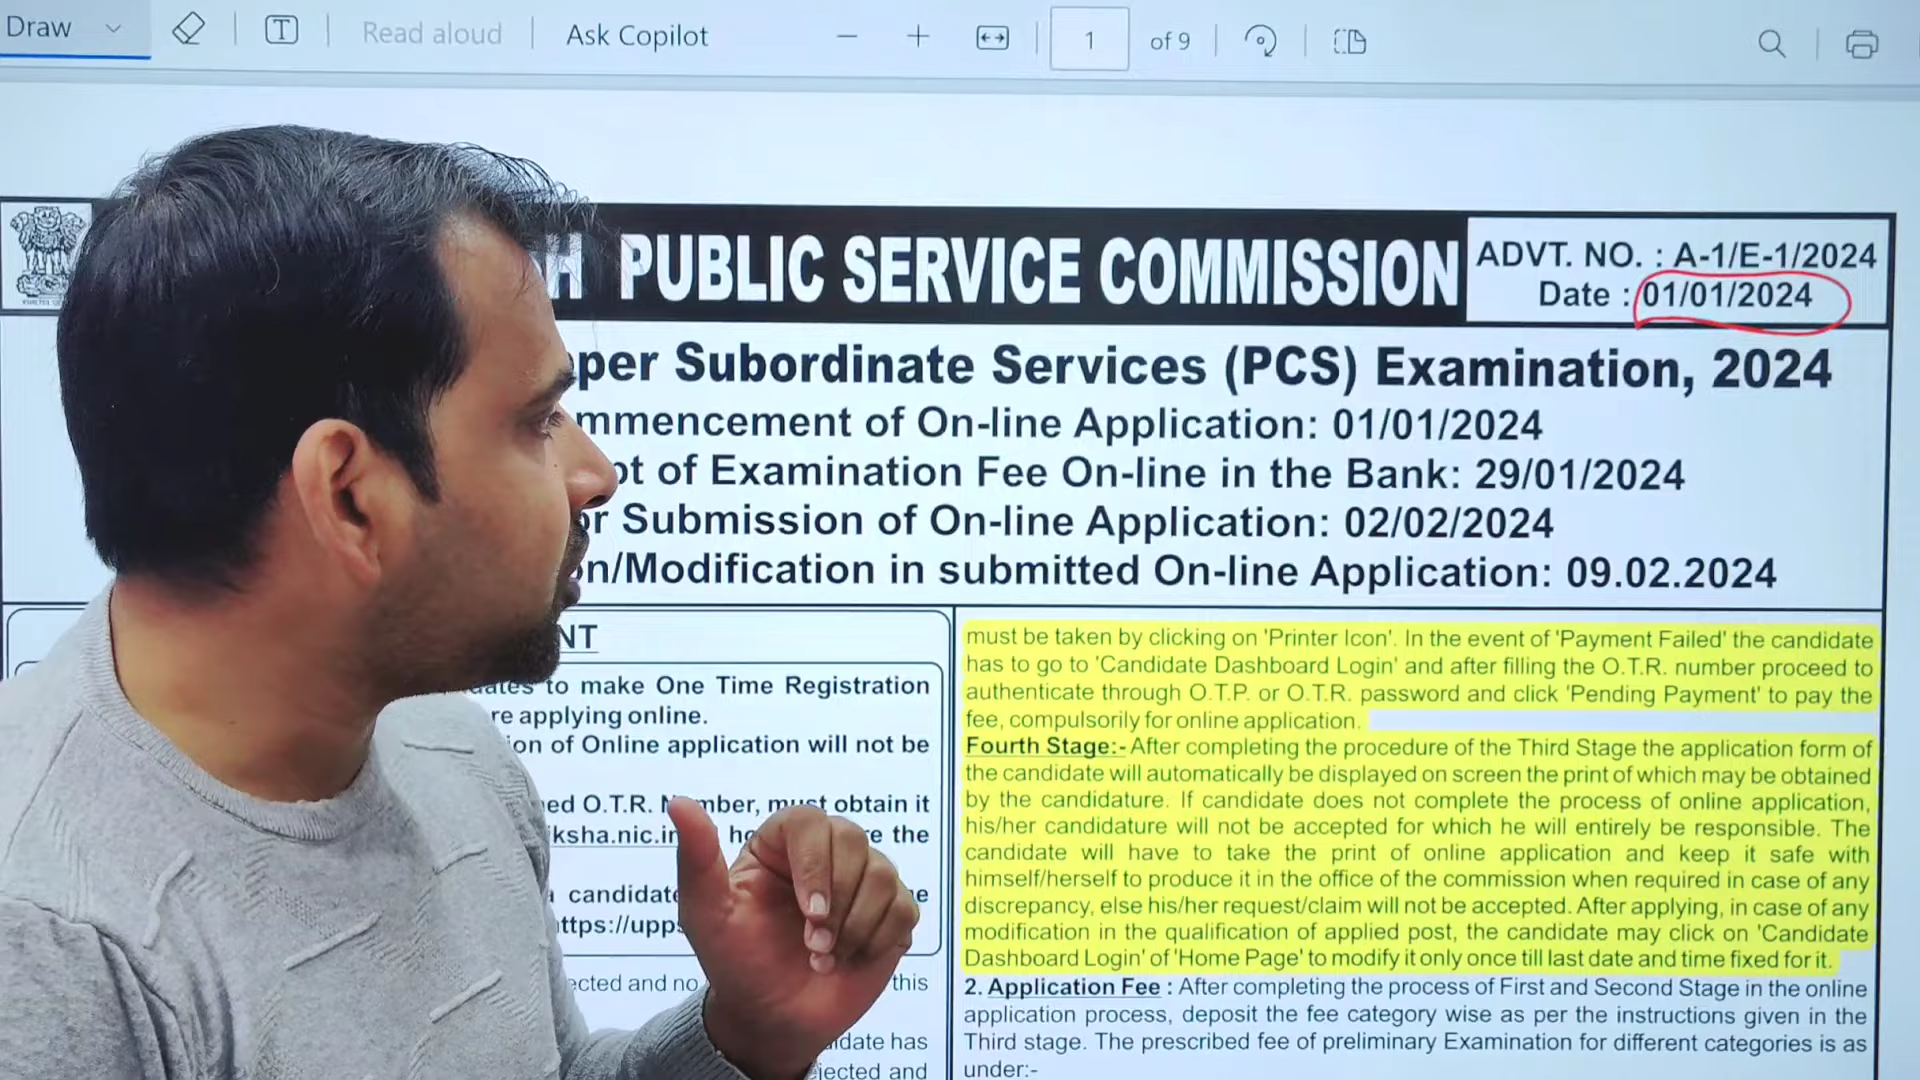 Draw
Read aloud
Ask Copilot
1
of 9
PUBLIC SERVICE COMMISSION
ADVT. NO. : A-1/E-1/2024
Date : 01/01/2024
Subordinate Services (PCS) Examination, 2024
of On-line Application: 01/01/2024
of Examination Fee On-line in the Bank: 29/01/2024
Submission of On-line Application: 02/02/2024
/Modification in submitted On-line Application: 09.02.2024
to make One Time Registration
applying online.
of Online application will not be
O.T.R. must obtain it
ksha.nic.in the
candidate
ttps://upps
and no this
has
and
must be taken by clicking on 'Printer Icon'. In the event of 'Payment Failed' the candidate
has to go to 'Candidate Dashboard Login' and after filling the O.T.R. number proceed to
authenticate through O.T.P. or O.T.R. password and click 'Pending Payment' to pay the
fee, compulsorily for online application.
Fourth Stage:- After completing the procedure of the Third Stage the application form of
the candidate will automatically be displayed on screen the print of which may be obtained
by the candidature. If candidate does not complete the process of online application,
his/her candidature will not be accepted for which he will entirely be responsible. The
candidate will have to take the print of online application and keep it safe with
himself/herself to produce it in the office of the commission when required in case of any
discrepancy, else his/her request/claim will not be accepted. After applying, in case of any
modification in the qualification of applied post, the candidate may click on 'Candidate
Dashboard Login' of 'Home Page' to modify it only once till last date and time fixed for it.
2. Application Fee : After completing the process of First and Second Stage in the online
application process, deposit the fee category wise as per the instructions given in the
Third stage. The prescribed fee of preliminary Examination for different categories is as
under:-